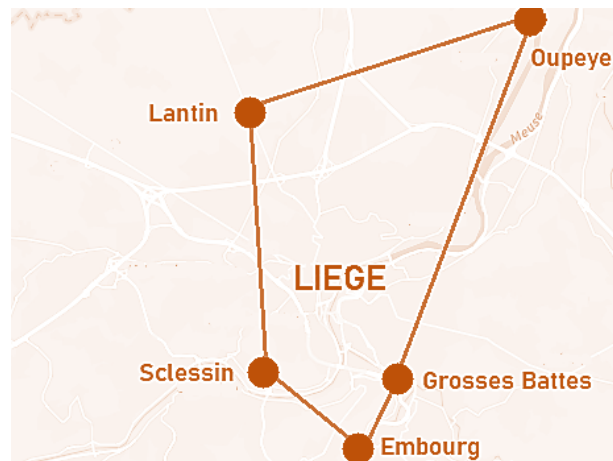 Oupeye
Lantin
Meuse
LIEGE
Sclessin
Grosses Battes
Embourg